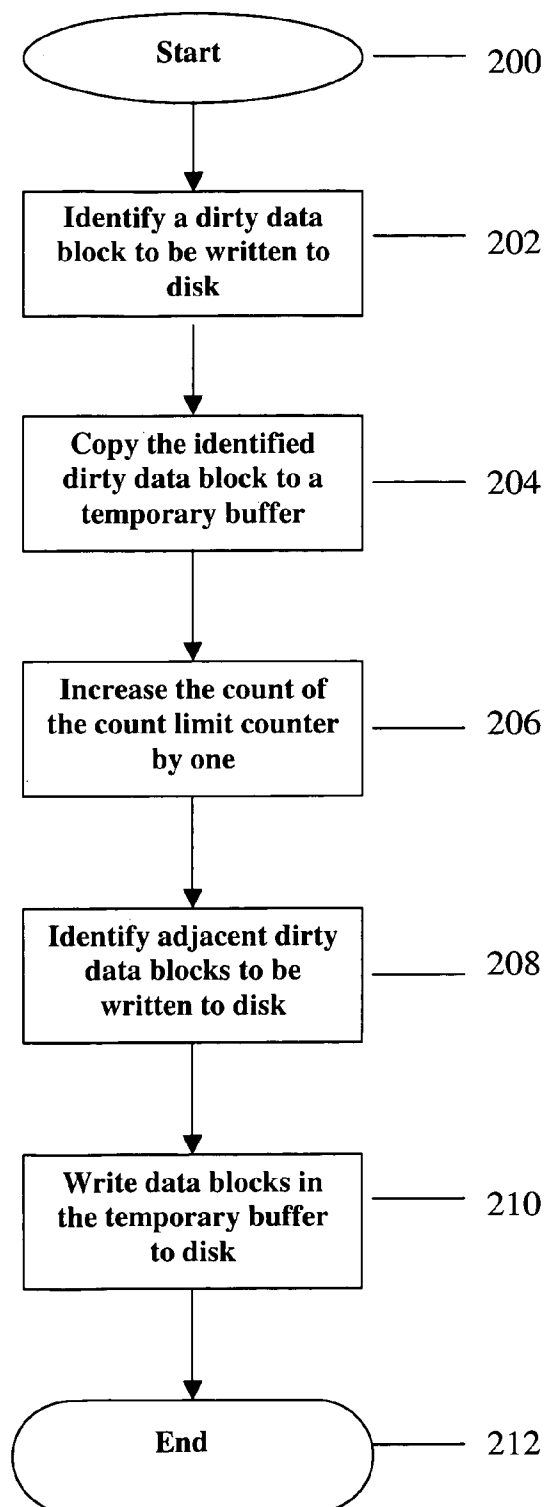 Start
200
Identify a dirty data
block to be written to
disk
202
Copy the identified
dirty data block to a
temporary buffer
204
Increase the count of
the count limit counter
by one
206
Identify adjacent dirty
data blocks to be
written to disk
208
Write data blocks in
the temporary buffer
to disk
210
End
212